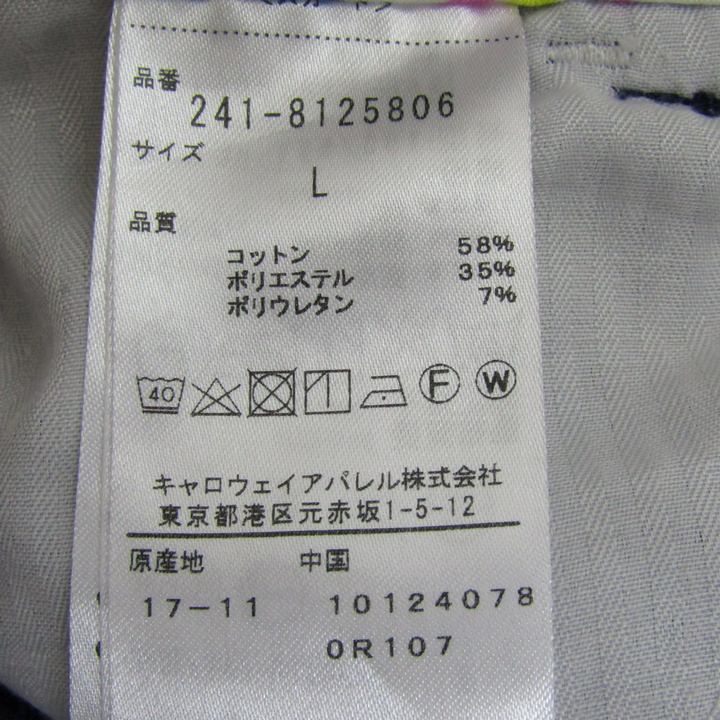 品番
241-8125806
サイズ
L
品質
コットン 58%
ポリエステル 35%
ポリウレタン 7%
40 F W
キャロウェイアパレル株式会社
東京都港区元赤坂1-5-12
原産地 中国
17-11 10124078
0R107